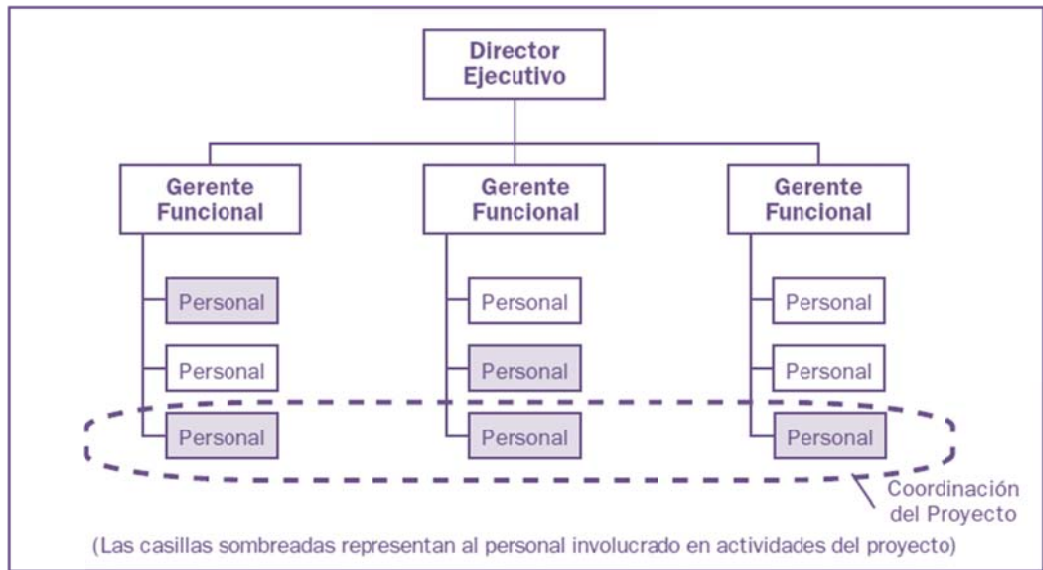 Director
Ejecutivo
Gerente
Funcional
Gerente
Funcional
Gerente
Funcional
Personal
Personal
Personal
Personal
Personal
Personal
Personal
Personal
Personal
Coordinación
del Proyecto
(Las casillas sombreadas representan al personal involucrado en actividades del proyecto)